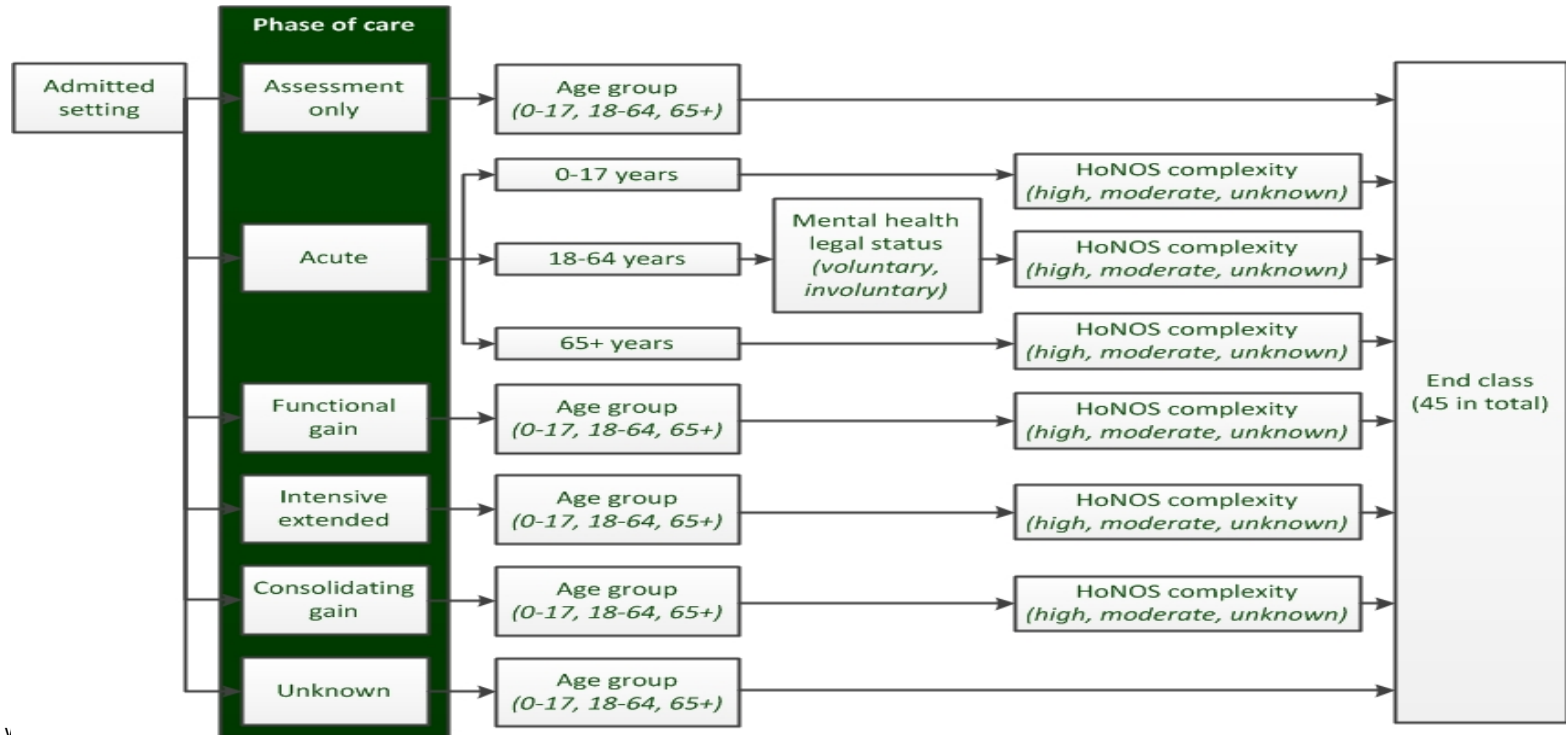 Phase of care
Admitted
setting
Assessment
only
Age group
(0-17, 18-64, 65+)
Acute
0-17 years
HoNOS complexity
(high, moderate, unknown)
18-64 years
Mental health
legal status
(voluntary,
involuntary)
HoNOS complexity
(high, moderate, unknown)
65+ years
HoNOS complexity
(high, moderate, unknown)
Functional
gain
Age group
(0-17, 18-64, 65+)
HoNOS complexity
(high, moderate, unknown)
Intensive
extended
Age group
(0-17, 18-64, 65+)
HoNOS complexity
(high, moderate, unknown)
Consolidating
gain
Age group
(0-17, 18-64, 65+)
HoNOS complexity
(high, moderate, unknown)
Unknown
Age group
(0-17, 18-64, 65+)
End class
(45 in total)